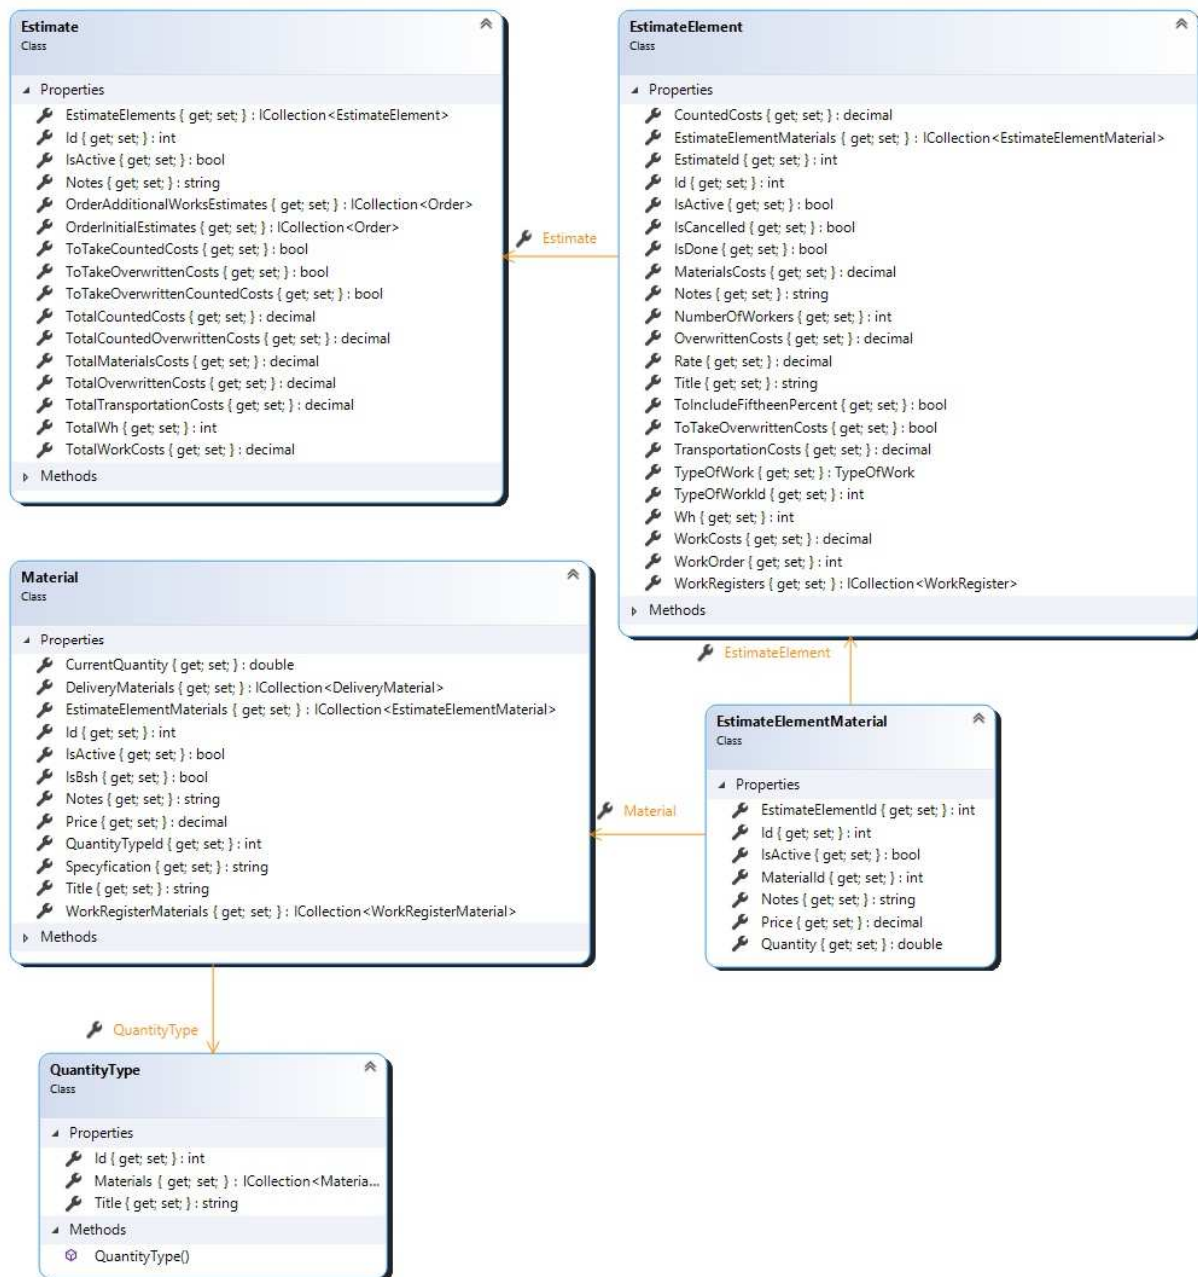 Estimate
Class
Properties
EstimateElements { get; set; } : ICollection<EstimateElement>
Id { get; set; } : int
IsActive { get; set; } : bool
Notes { get; set; } : string
OrderAdditionalWorksEstimates { get; set; } : ICollection<Order>
OrderInitialEstimates { get; set; } : ICollection<Order>
ToTakeCountedCosts { get; set; } : bool
ToTakeOverwrittenCosts { get; set; } : bool
ToTakeOverwrittenCountedCosts { get; set; } : bool
TotalCountedCosts { get; set; } : decimal
TotalCountedOverwrittenCosts { get; set; } : decimal
TotalMaterialsCosts { get; set; } : decimal
TotalOverwrittenCosts { get; set; } : decimal
TotalTransportationCosts { get; set; } : decimal
TotalWh { get; set; } : int
TotalWorkCosts { get; set; } : decimal
Methods
Estimate
EstimateElement
Class
Properties
CountedCosts { get; set; } : decimal
EstimateElementMaterials { get; set; } : ICollection<EstimateElementMaterial>
EstimateId { get; set; } : int
Id { get; set; } : int
IsActive { get; set; } : bool
IsCancelled { get; set; } : bool
IsDone { get; set; } : bool
MaterialsCosts { get; set; } : decimal
Notes { get; set; } : string
NumberOfWorkers { get; set; } : int
OverwrittenCosts { get; set; } : decimal
Rate { get; set; } : decimal
Title { get; set; } : string
ToIncludeFiftheenPercent { get; set; } : bool
ToTakeOverwrittenCosts { get; set; } : bool
TransportationCosts { get; set; } : decimal
TypeOfWork { get; set; } : TypeOfWork
TypeOfWorkId { get; set; } : int
Wh { get; set; } : int
WorkCosts { get; set; } : decimal
WorkOrder { get; set; } : int
WorkRegisters { get; set; } : ICollection<WorkRegister>
Methods
EstimateElement
Material
Class
Properties
CurrentQuantity { get; set; } : double
DeliveryMaterials { get; set; } : ICollection<DeliveryMaterial>
EstimateElementMaterials { get; set; } : ICollection<EstimateElementMaterial>
Id { get; set; } : int
IsActive { get; set; } : bool
IsBsh { get; set; } : bool
Notes { get; set; } : string
Price { get; set; } : decimal
QuantityTypeId { get; set; } : int
Specyfication { get; set; } : string
Title { get; set; } : string
WorkRegisterMaterials { get; set; } : ICollection<WorkRegisterMaterial>
Methods
Material
EstimateElementMaterial
Class
Properties
EstimateElementId { get; set; } : int
Id { get; set; } : int
IsActive { get; set; } : bool
MaterialId { get; set; } : int
Notes { get; set; } : string
Price { get; set; } : decimal
Quantity { get; set; } : double
QuantityType
QuantityType
Class
Properties
Id { get; set; } : int
Materials { get; set; } : ICollection<Materia...
Title { get; set; } : string
Methods
QuantityType()